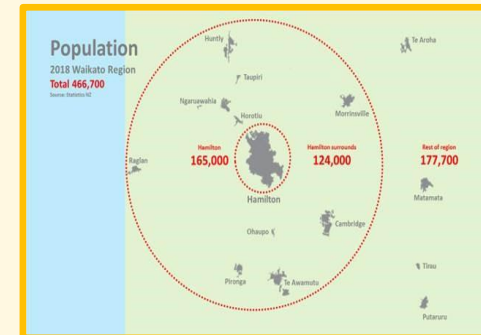 Population
2018 Waikato Region
Total 466,700
Source: Statistics NZ
Huntly
Te Aroha
Taupiri
Ngaruawahia
Horotiu
Morrinsville
Hamilton
165,000
Hamilton surrounds
124,000
Rest of region
177,700
Raglan
Hamilton
Matamata
Ohaupo
Cambridge
Pirongia
Te Awamutu
Tirau
Putaruru